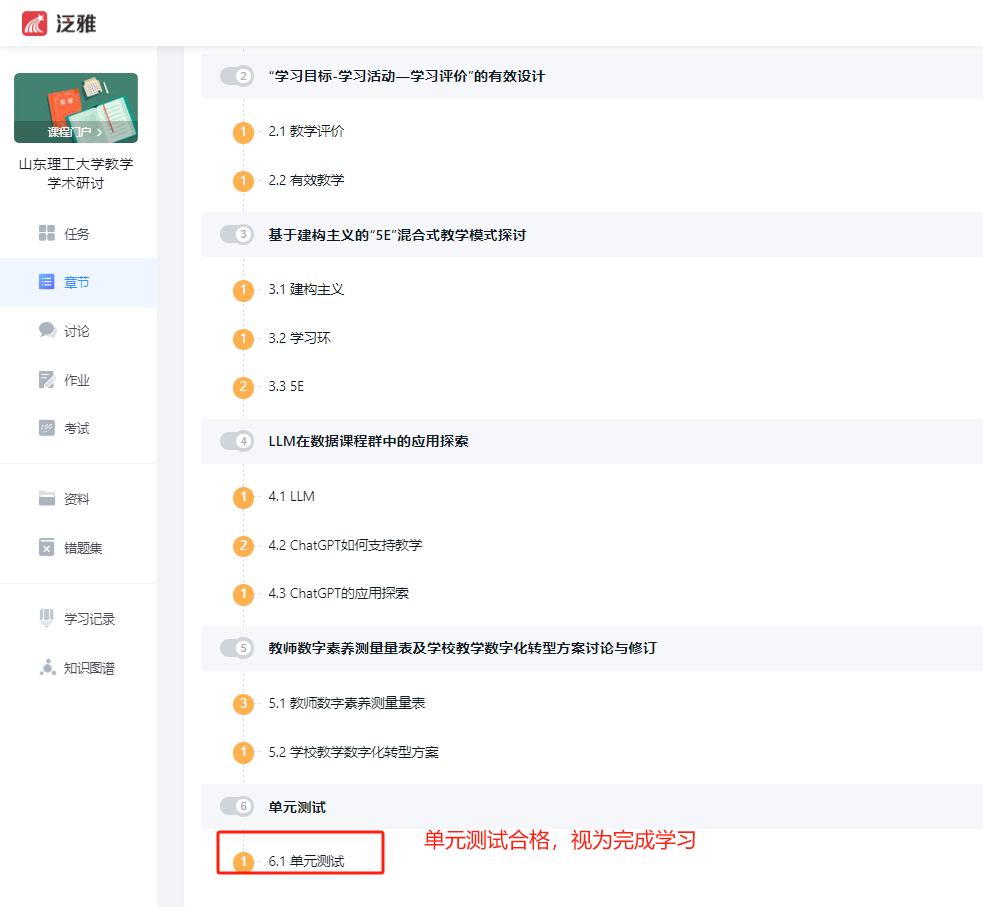 泛雅
课程门户 >
山东理工大学教学
学术研讨
任务
章节
讨论
作业
考试
资料
错题集
学习记录
知识图谱
2 “学习目标-学习活动—学习评价”的有效设计
1 2.1 教学评价
1 2.2 有效教学
3 基于建构主义的“5E”混合式教学模式探讨
1 3.1 建构主义
1 3.2 学习环
2 3.3 5E
4 LLM在数据课程群中的应用探索
1 4.1 LLM
2 4.2 ChatGPT如何支持教学
1 4.3 ChatGPT的应用探索
5 教师数字素养测量量表及学校教学数字化转型方案讨论与修订
3 5.1 教师数字素养测量量表
1 5.2 学校教学数字化转型方案
6 单元测试
单元测试合格，视为完成学习
1 6.1 单元测试